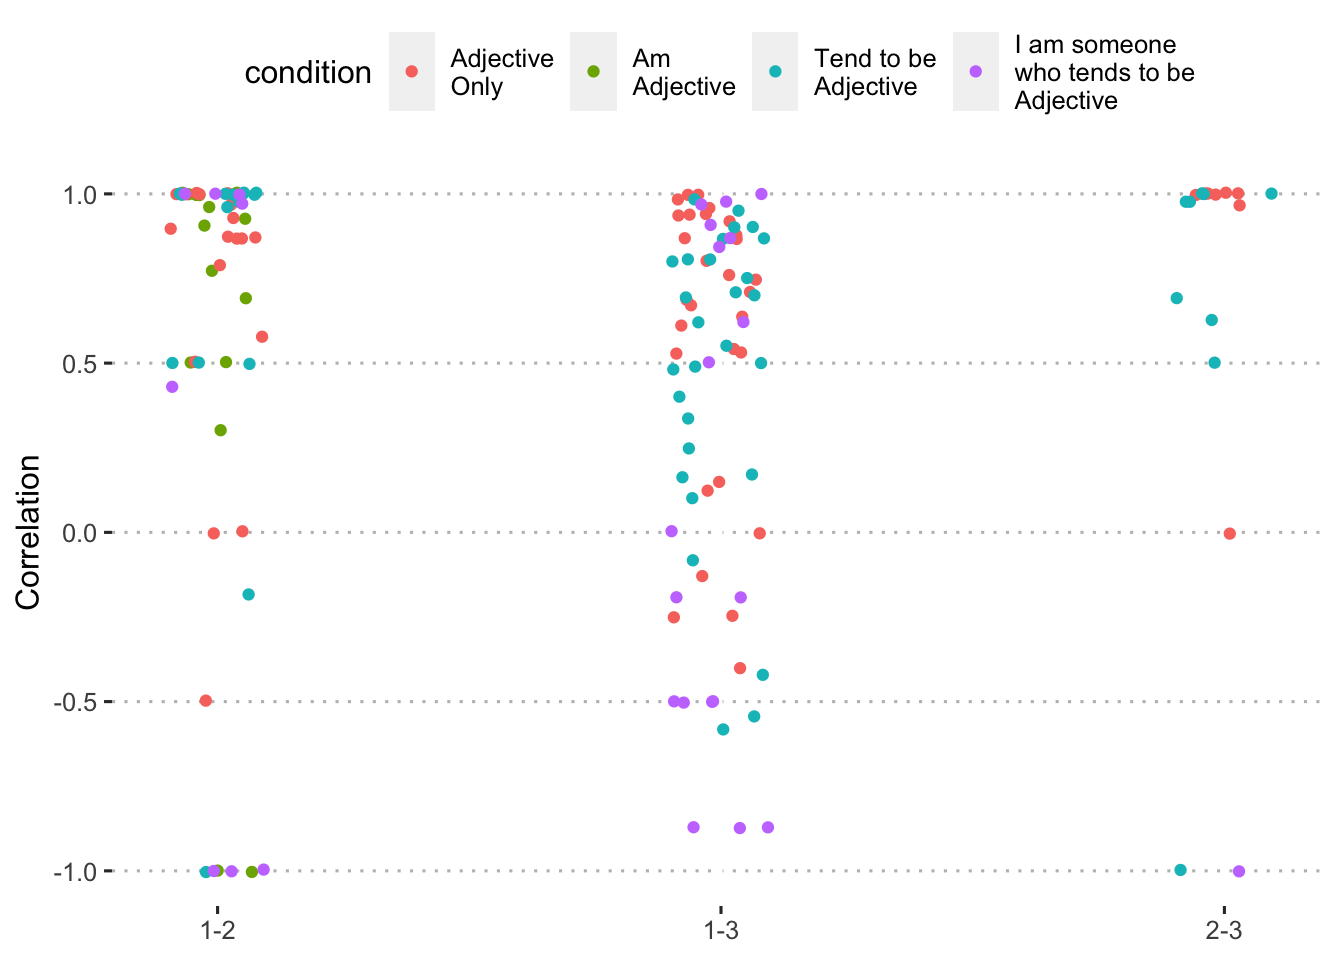 condition
Adjective
Only
Am
Adjective
Tend to be
Adjective
I am someone
who tends to be
Adjective
1.0
0.5
0.0
-0.5
-1.0
Correlation
1-2
1-3
2-3